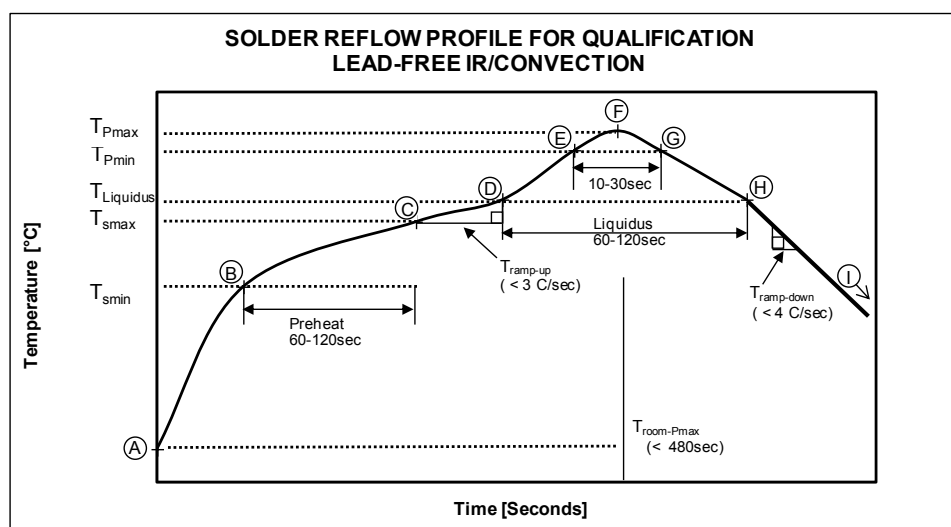 SOLDER REFLOW PROFILE FOR QUALIFICATION
LEAD-FREE IR/CONVECTION
Temperature [°C]
TPmax
TPmin
TLiquidus
Tsmax
Tsmin
A
B
C
D
E
F
G
H
I
10-30sec
Liquidus
60-120sec
Tramp-up
( < 3 C/sec)
Tramp-down
( < 4 C/sec)
Preheat
60-120sec
Troom-Pmax
(< 480sec)
Time [Seconds]